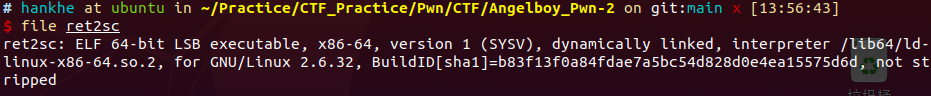 # hankhe at ubuntu in ~/Practice/CTF_Practice/Pwn/CTF/Angelboy_Pwn-2 on git:main x [13:56:43]
$ file ret2sc
ret2sc: ELF 64-bit LSB executable, x86-64, version 1 (SYSV), dynamically linked, interpreter /lib64/ld-
linux-x86-64.so.2, for GNU/Linux 2.6.32, BuildID[sha1]=b83f13f0a84fdae7a5bc54d828d0e4ea15575d6d, not st
ripped